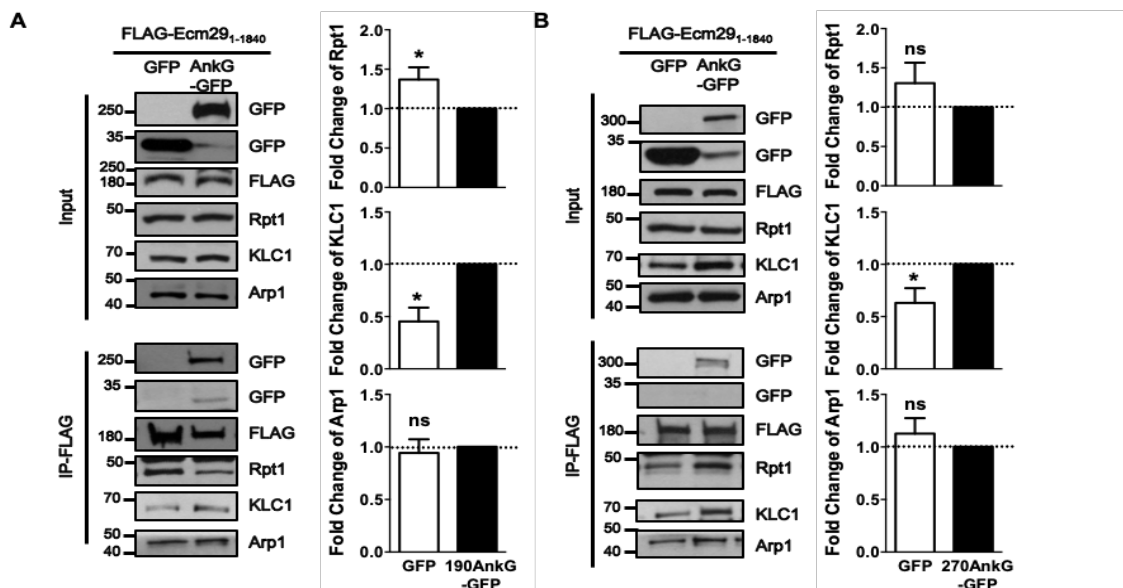 A
FLAG-Ecm291-1840
GFP AnkG
-GFP
Input
250 GFP
35 GFP
250
180 FLAG
50 Rpt1
70 KLC1
50
40 Arp1
IP-FLAG
250 GFP
35 GFP
180 FLAG
50 Rpt1
70 KLC1
50
40 Arp1
Fold Change of Rpt1
2.0
1.5
1.0
0.5
0.0
*
Fold Change of KLC1
1.5
1.0
0.5
0.0
*
Fold Change of Arp1
1.5
1.0
0.5
0.0
ns
GFP 190AnkG
-GFP
B
FLAG-Ecm291-1840
GFP AnkG
-GFP
Input
300 GFP
35 GFP
180 FLAG
50 Rpt1
70 KLC1
50
40 Arp1
IP-FLAG
300 GFP
35 GFP
180 FLAG
50 Rpt1
70 KLC1
50
40 Arp1
Fold Change of Rpt1
2.0
1.5
1.0
0.5
0.0
ns
Fold Change of KLC1
1.5
1.0
0.5
0.0
*
Fold Change of Arp1
1.5
1.0
0.5
0.0
ns
GFP 270AnkG
-GFP